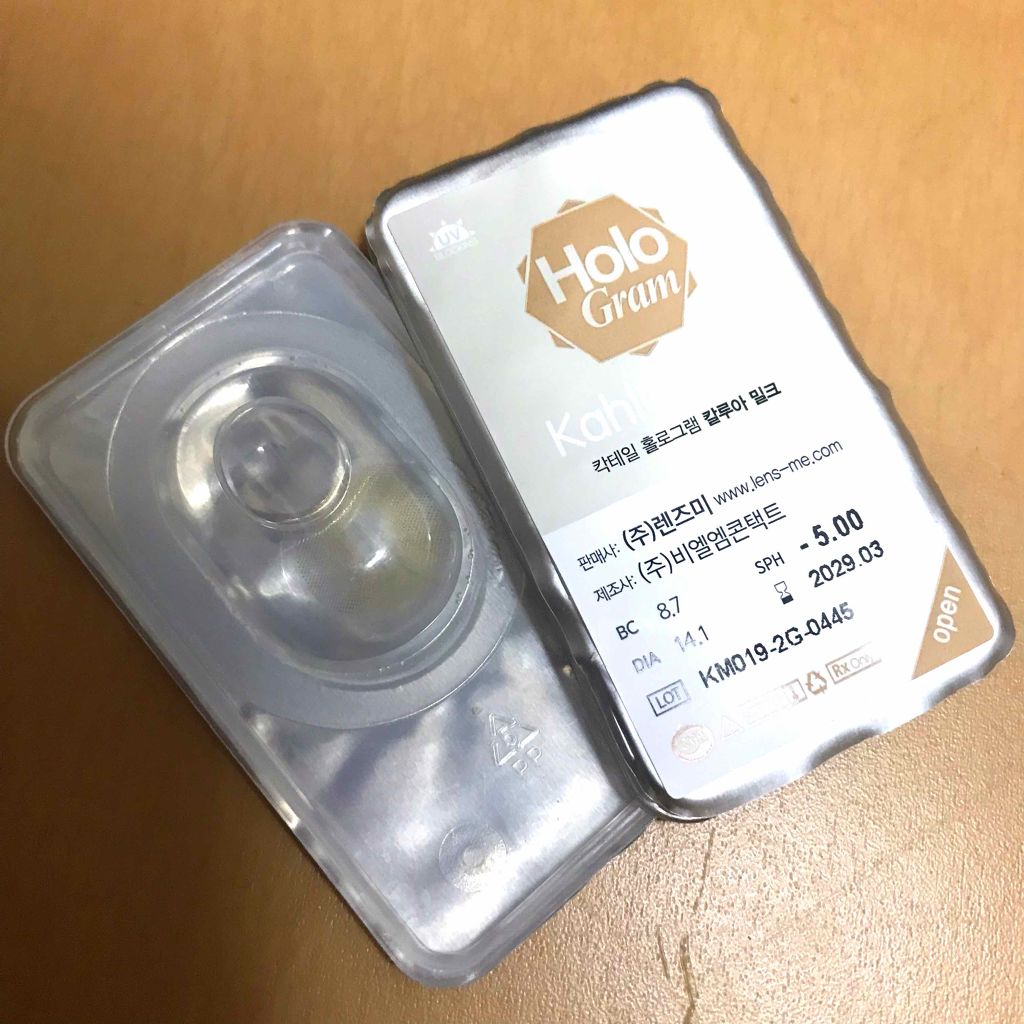 UV
BLOCKING
Holo
Gram
칵테일 홀로그램 칼루아 밀크
판매사: (주)렌즈미 www.lens-me.com
제조사: (주)비엘엠콘택트
BC 8.7 SPH - 5.00
DIA 14.1 2029.03
LOT KM019-2G-0445
Rx Only
open
5
PP